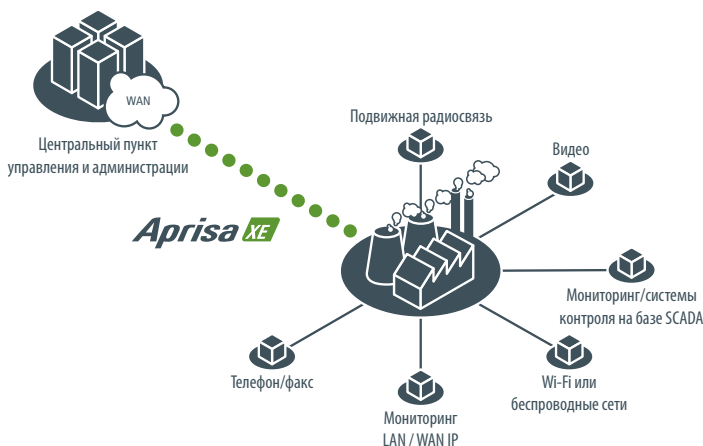 WAN
Центральный пункт
управления и администрации
Подвижная радиосвязь
Видео
Aprisa XE
Мониторинг/системы
контроля на базе SCADA
Телефон/факс
Wi-Fi или
беспроводные сети
Мониторинг
LAN / WAN IP